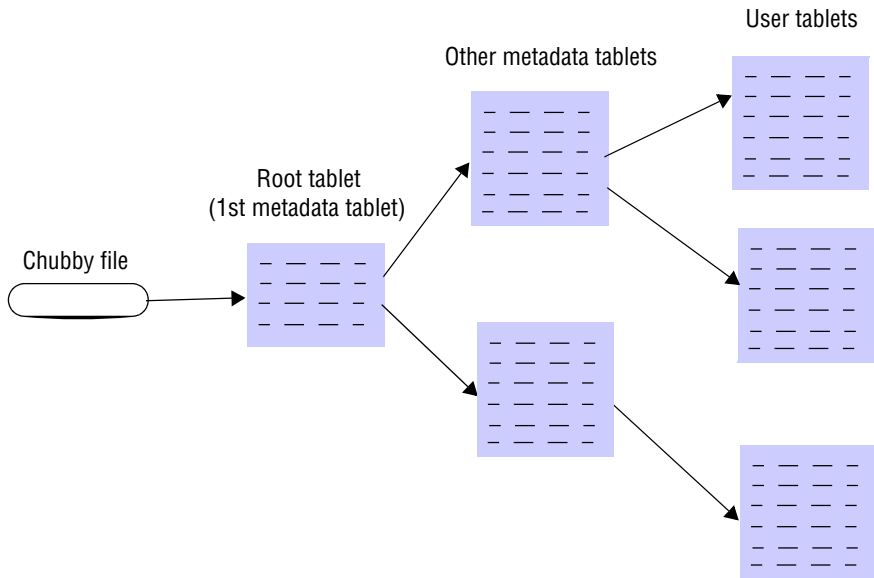 User tablets
Other metadata tablets
Root tablet
(1st metadata tablet)
Chubby file